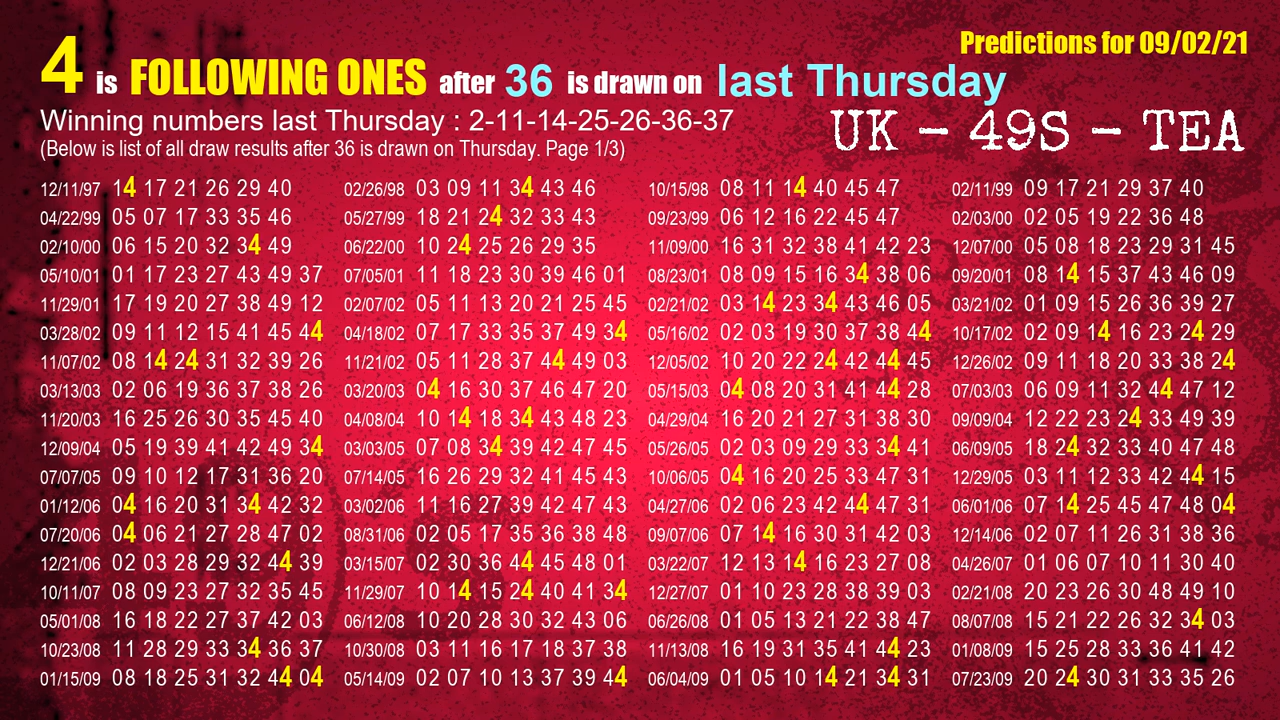 Predictions for 09/02/21
4 is FOLLOWING ONES after 36 is drawn on last Thursday
Winning numbers last Thursday : 2-11-14-25-26-36-37
UK - 49S - TEA
(Below is list of all draw results after 36 is drawn on Thursday. Page 1/3)
12/11/97 14 17 21 26 29 40 02/26/98 03 09 11 34 43 46 10/15/98 08 11 14 40 45 47 02/11/99 09 17 21 29 37 40
04/22/99 05 07 17 33 35 46 05/27/99 18 21 24 32 33 43 09/23/99 06 12 16 22 45 47 02/03/00 02 05 19 22 36 48
02/10/00 06 15 20 32 34 49 06/22/00 10 24 25 26 29 35 11/09/00 16 31 32 38 41 42 23 12/07/00 05 08 18 23 29 31 45
05/10/01 01 17 23 27 43 49 37 07/05/01 11 18 23 30 39 46 01 08/23/01 08 09 15 16 34 38 06 09/20/01 08 14 15 37 43 46 09
11/29/01 17 19 20 27 38 49 12 02/07/02 05 11 13 20 21 25 45 02/21/02 03 14 23 34 43 46 05 03/21/02 01 09 15 26 36 39 27
03/28/02 09 11 12 15 41 45 44 04/18/02 07 17 33 35 37 49 34 05/16/02 02 03 19 30 37 38 44 10/17/02 02 09 14 16 23 24 29
11/07/02 08 14 24 31 32 39 26 11/21/02 05 11 28 37 44 49 03 12/05/02 10 20 22 24 42 44 45 12/26/02 09 11 18 20 33 38 24
03/13/03 02 06 19 36 37 38 26 03/20/03 04 16 30 37 46 47 20 05/15/03 04 08 20 31 41 44 28 07/03/03 06 09 11 32 44 47 12
11/20/03 16 25 26 30 35 45 40 04/08/04 10 14 18 34 43 48 23 04/29/04 16 20 21 27 31 38 30 09/09/04 12 22 23 24 33 49 39
12/09/04 05 19 39 41 42 49 34 03/03/05 07 08 34 39 42 47 45 05/26/05 02 03 09 29 33 34 41 06/09/05 18 24 32 33 40 47 48
07/07/05 09 10 12 17 31 36 20 07/14/05 16 26 29 32 41 45 43 10/06/05 04 16 20 25 33 47 31 12/29/05 03 11 12 33 42 44 15
01/12/06 04 16 20 31 34 42 32 03/02/06 11 16 27 39 42 47 43 04/27/06 02 06 23 42 44 47 31 06/01/06 07 14 25 45 47 48 04
07/20/06 04 06 21 27 28 47 02 08/31/06 02 05 17 35 36 38 48 09/07/06 07 14 16 30 31 42 03 12/14/06 02 07 11 26 31 38 36
12/21/06 02 03 28 29 32 44 39 03/15/07 02 30 36 44 45 48 01 03/22/07 12 13 14 16 23 27 08 04/26/07 01 06 07 10 11 30 40
10/11/07 08 09 23 27 32 35 45 11/29/07 10 14 15 24 40 41 34 12/27/07 01 10 23 28 38 39 03 02/21/08 20 23 26 30 48 49 10
05/01/08 16 18 22 27 37 42 03 06/12/08 10 20 28 30 32 43 06 06/26/08 01 05 13 21 22 38 47 08/07/08 15 21 22 26 32 34 03
10/23/08 11 28 29 33 34 36 37 10/30/08 03 11 16 17 18 37 38 11/13/08 16 19 31 35 41 44 23 01/08/09 15 25 28 33 36 41 42
01/15/09 08 18 25 31 32 44 04 05/14/09 02 07 10 13 37 39 44 06/04/09 01 05 10 14 21 34 31 07/23/09 20 24 30 31 33 35 26